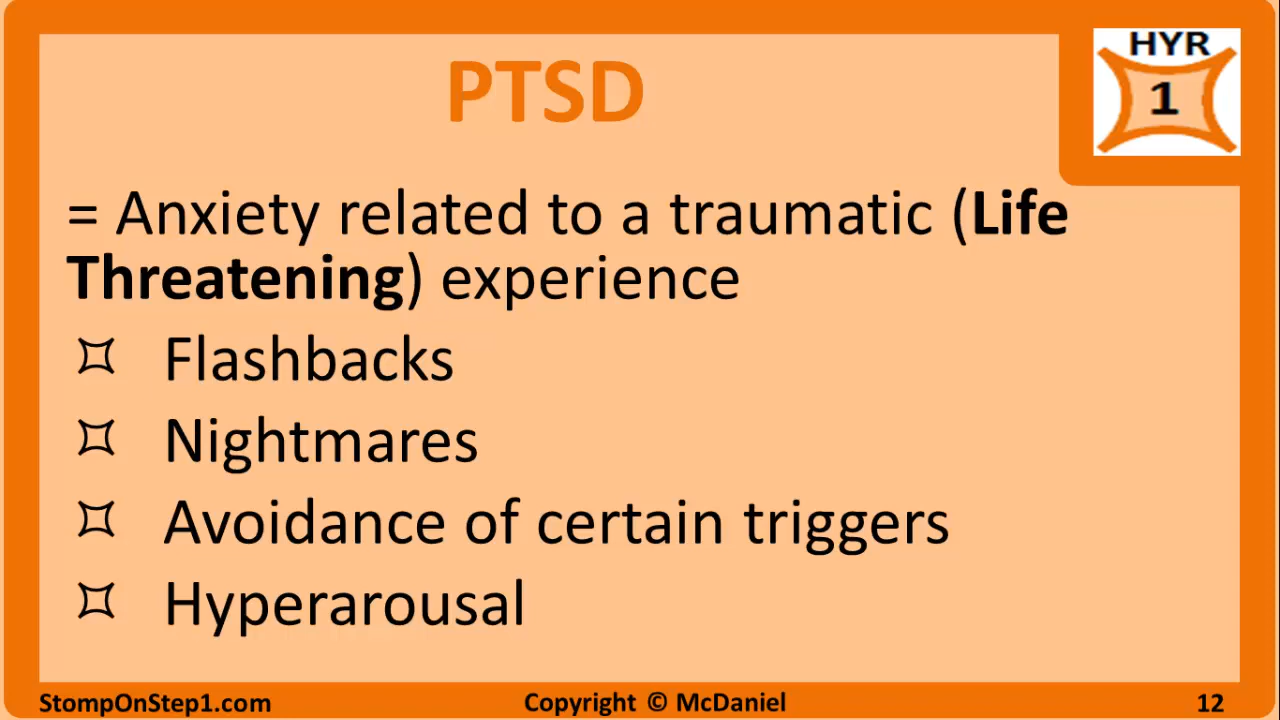 HYR
1
PTSD
= Anxiety related to a traumatic (Life
Threatening) experience
¤ Flashbacks
¤ Nightmares
¤ Avoidance of certain triggers
¤ Hyperarousal
StompOnStep1.com Copyright © McDaniel 12